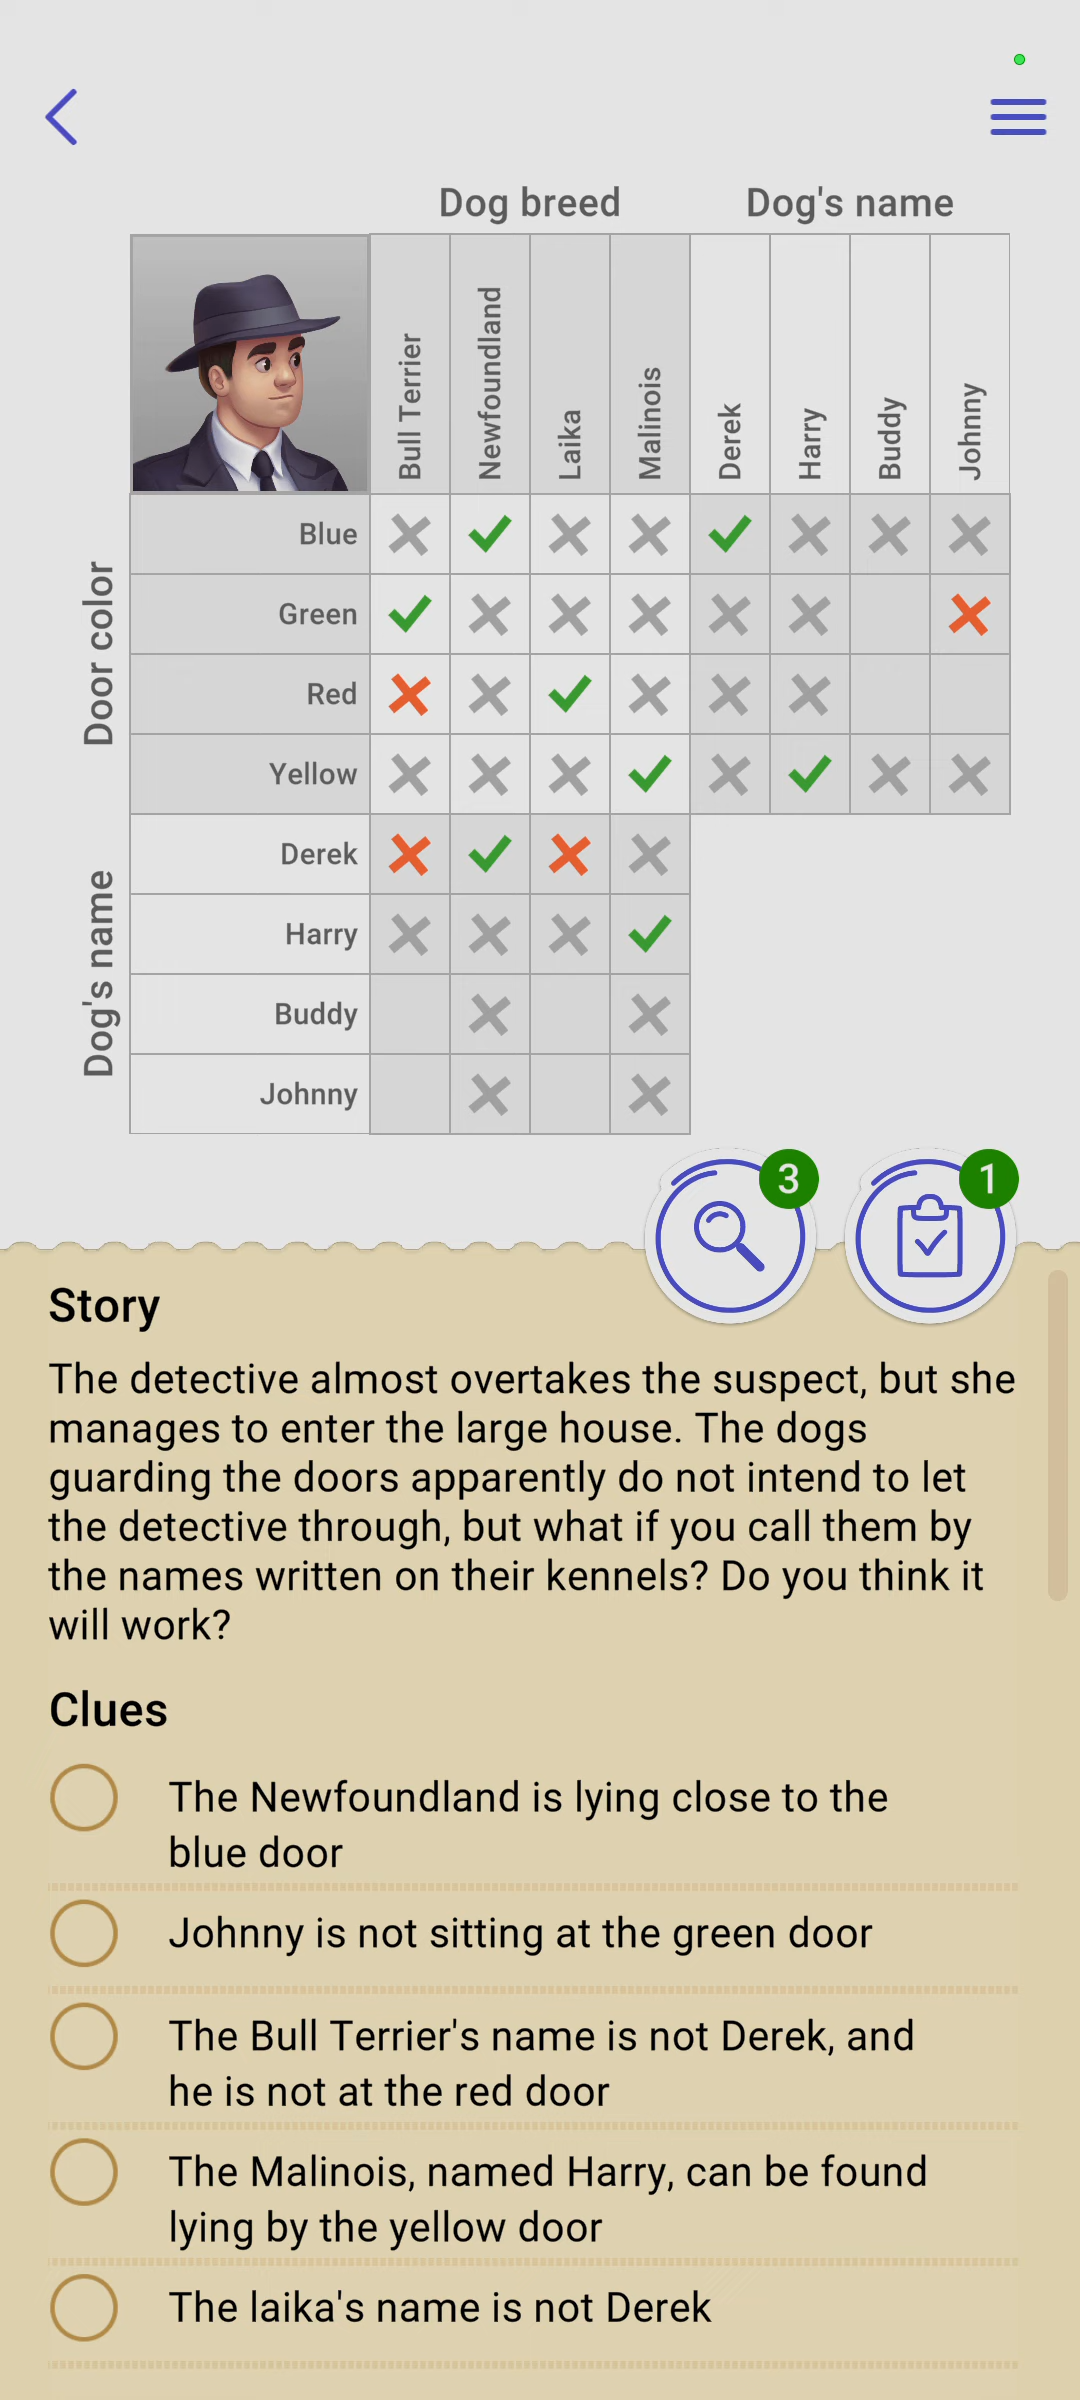 Dog breed
Dog's name
Bull Terrier
Newfoundland
Laika
Malinois
Derek
Harry
Buddy
Johnny
Door color
Blue
Green
Red
Yellow
Dog's name
Derek
Harry
Buddy
Johnny
3
1
Story
The detective almost overtakes the suspect, but she
manages to enter the large house. The dogs
guarding the doors apparently do not intend to let
the detective through, but what if you call them by
the names written on their kennels? Do you think it
will work?
Clues
The Newfoundland is lying close to the
blue door
Johnny is not sitting at the green door
The Bull Terrier's name is not Derek, and
he is not at the red door
The Malinois, named Harry, can be found
lying by the yellow door
The laika's name is not Derek